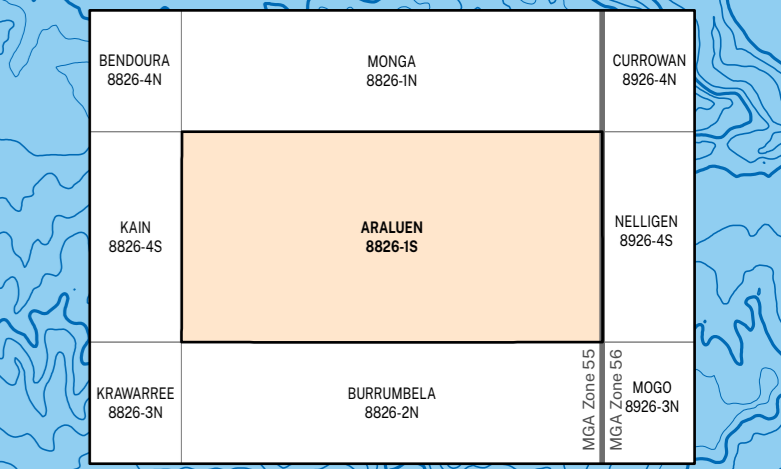 BENDOURA
8826-4N
MONGA
8826-1N
CURROWAN
8926-4N
KAIN
8826-4S
ARALUEN
8826-1S
NELLIGEN
8926-4S
KRAWARREE
8826-3N
BURRUMBELA
8826-2N
MGA Zone 55
MGA Zone 56
MOGO
8926-3N